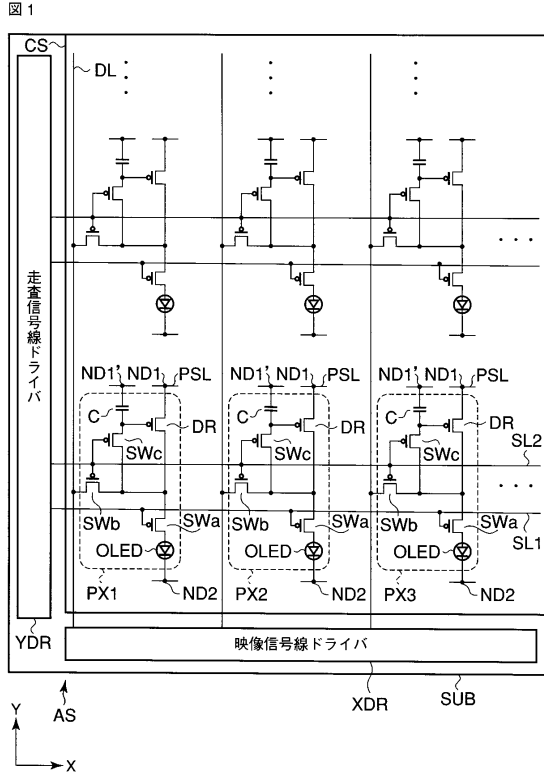 図 1
CS
DL
走査信号線ドライバ
ND1' ND1 PSL ND1' ND1 PSL ND1' ND1 PSL
C DR C DR C DR
SWc SWc SWc SL2
SWb SWa SWb SWa SWb SWa SL1
OLED OLED OLED
PX1 ND2 PX2 ND2 PX3 ND2
YDR
映像信号線ドライバ
AS XDR SUB
Y
X